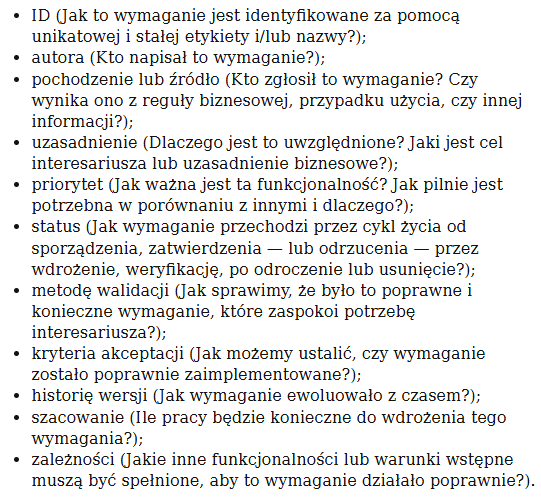 • ID (Jak to wymaganie jest identyfikowane za pomocą
unikatowej i stałej etykiety i/lub nazwy?);
• autora (Kto napisał to wymaganie?);
• pochodzenie lub źródło (Kto zgłosił to wymaganie? Czy
wynika ono z reguły biznesowej, przypadku użycia, czy innej
informacji?);
• uzasadnienie (Dlaczego jest to uwzględnione? Jaki jest cel
interesariusza lub uzasadnienie biznesowe?);
• priorytet (Jak ważna jest ta funkcjonalność? Jak pilnie jest
potrzebna w porównaniu z innymi i dlaczego?);
• status (Jak wymaganie przechodzi przez cykl życia od
sporządzenia, zatwierdzenia — lub odrzucenia — przez
wdrożenie, weryfikację, po odroczenie lub usunięcie?);
• metodę walidacji (Jak sprawimy, że było to poprawne i
konieczne wymaganie, które zaspokoi potrzebę
interesariusza?);
• kryteria akceptacji (Jak możemy ustalić, czy wymaganie
zostało poprawnie zaimplementowane?);
• historię wersji (Jak wymaganie ewoluowało z czasem?);
• szacowanie (Ile pracy będzie konieczne do wdrożenia tego
wymagania?);
• zależności (Jakie inne funkcjonalności lub warunki wstępne
muszą być spełnione, aby to wymaganie działało poprawnie?).